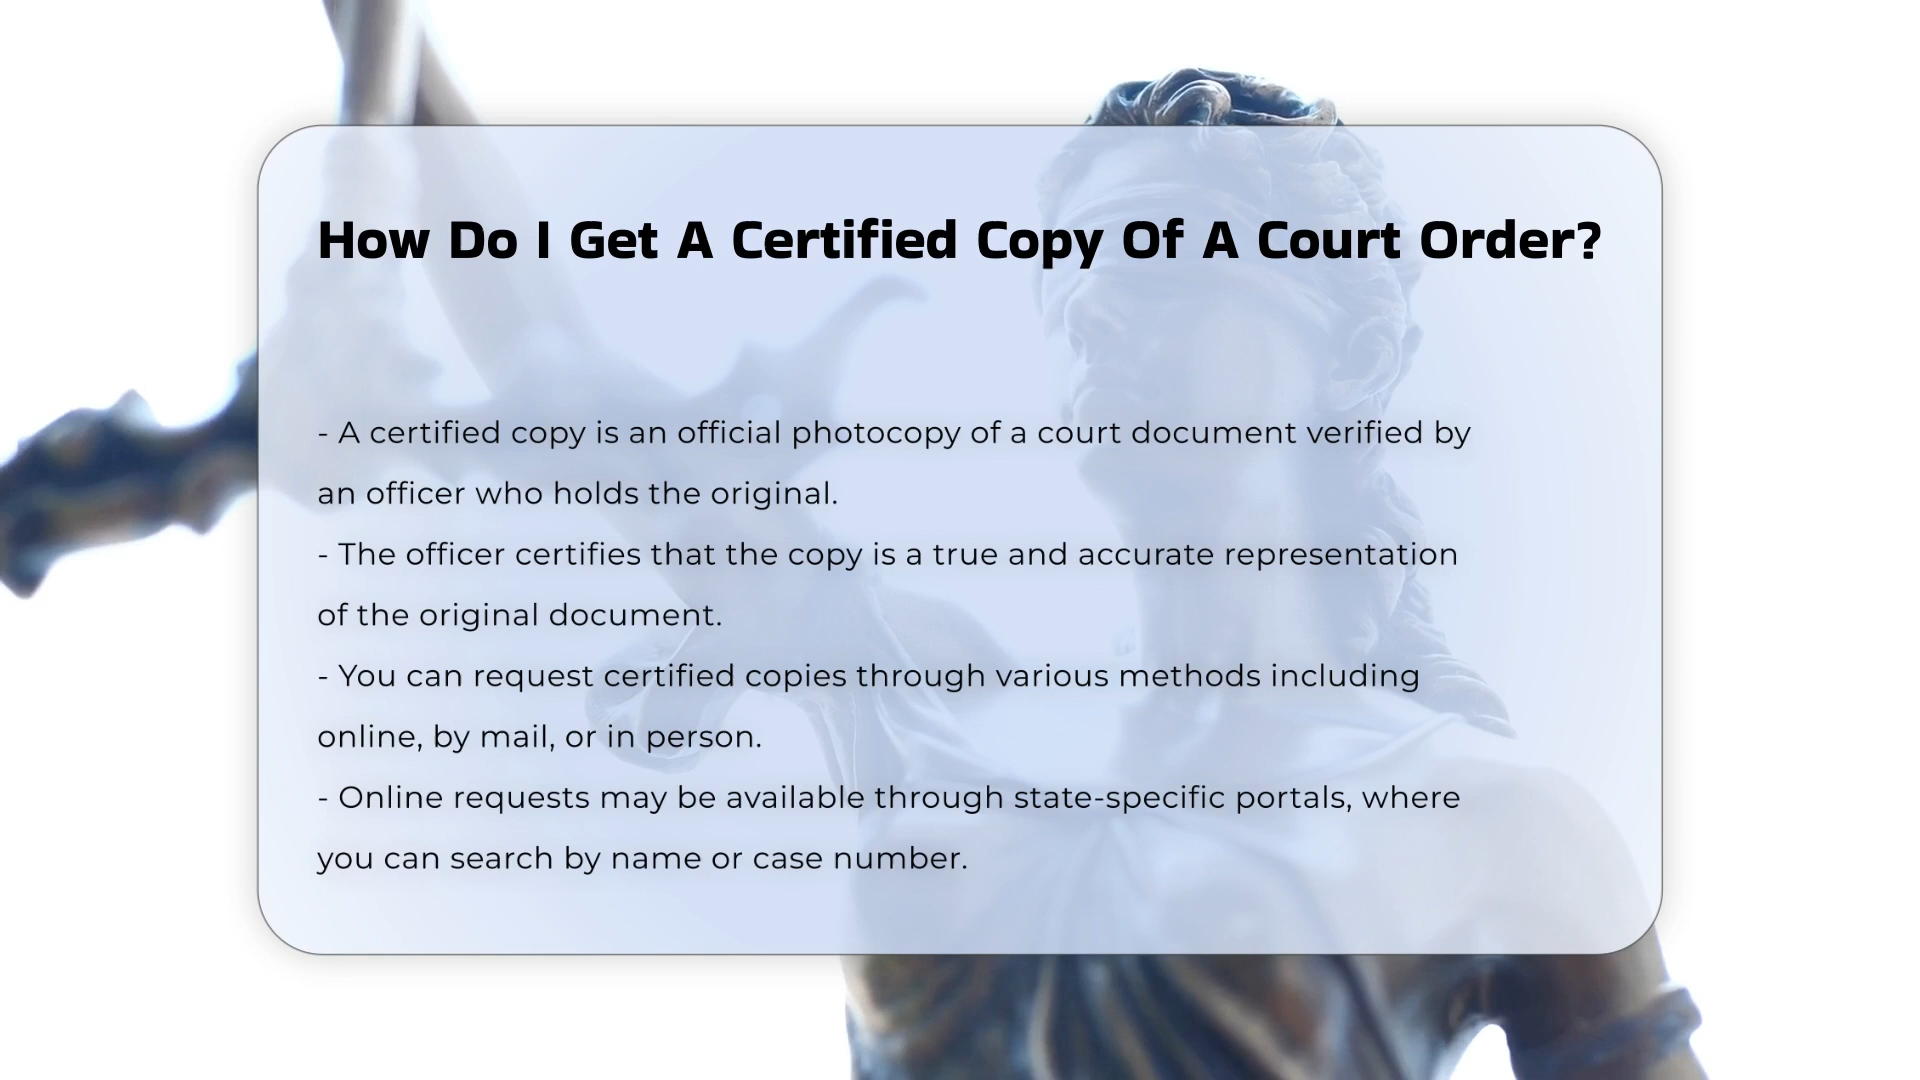 How Do I Get A Certified Copy Of A Court Order?
- A certified copy is an official photocopy of a court document verified by
an officer who holds the original.
- The officer certifies that the copy is a true and accurate representation
of the original document.
- You can request certified copies through various methods including
online, by mail, or in person.
- Online requests may be available through state-specific portals, where
you can search by name or case number.